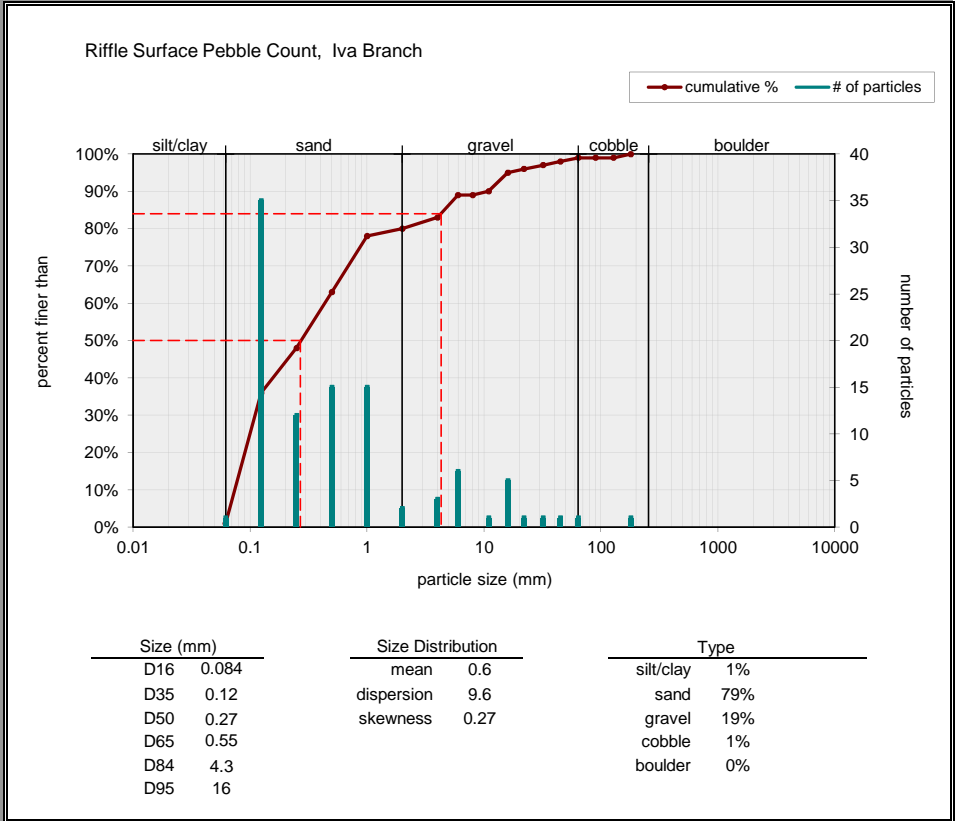 Riffle Surface Pebble Count,  Iva Branch
cumulative %  # of particles
silt/clay sand gravel cobble boulder
100% 40
90% 35
80% 30
70% 25
60% 20
50% 15
40% 10
30% 5
20% 0
10%
0%
percent finer than
number of particles
0.01 0.1 1 10 100 1000 10000
particle size (mm)
Size (mm)
D16 0.084
D35 0.12
D50 0.27
D65 0.55
D84 4.3
D95 16
Size Distribution
mean 0.6
dispersion 9.6
skewness 0.27
Type
silt/clay 1%
sand 79%
gravel 19%
cobble 1%
boulder 0%